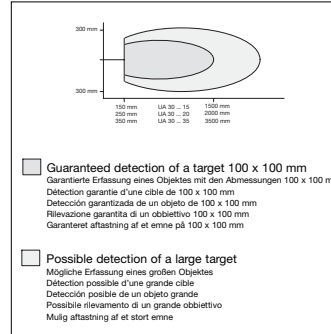 300 mm
300 mm
150 mm UA 30 ... 15 1500 mm
250 mm UA 30 ... 20 2000 mm
350 mm UA 30 ... 35 3500 mm
Guaranteed detection of a target 100 x 100 mm
Garantierte Erfassung eines Objektes mit den Abmessungen 100 x 100 m
Détection garantie d'une cible de 100 x 100 mm
Detección garantizada de un objeto de 100 x 100 mm
Rilevazione garantita di un obbiettivo 100 x 100 mm
Garanteret aftastning af et emne på 100 x 100 mm
Possible detection of a large target
Mögliche Erfassung eines großen Objektes
Détection possible d'une grande cible
Detección posible de un objeto grande
Possibile rilevamento di un grande obbiettivo
Mulig aftastning af et stort emne